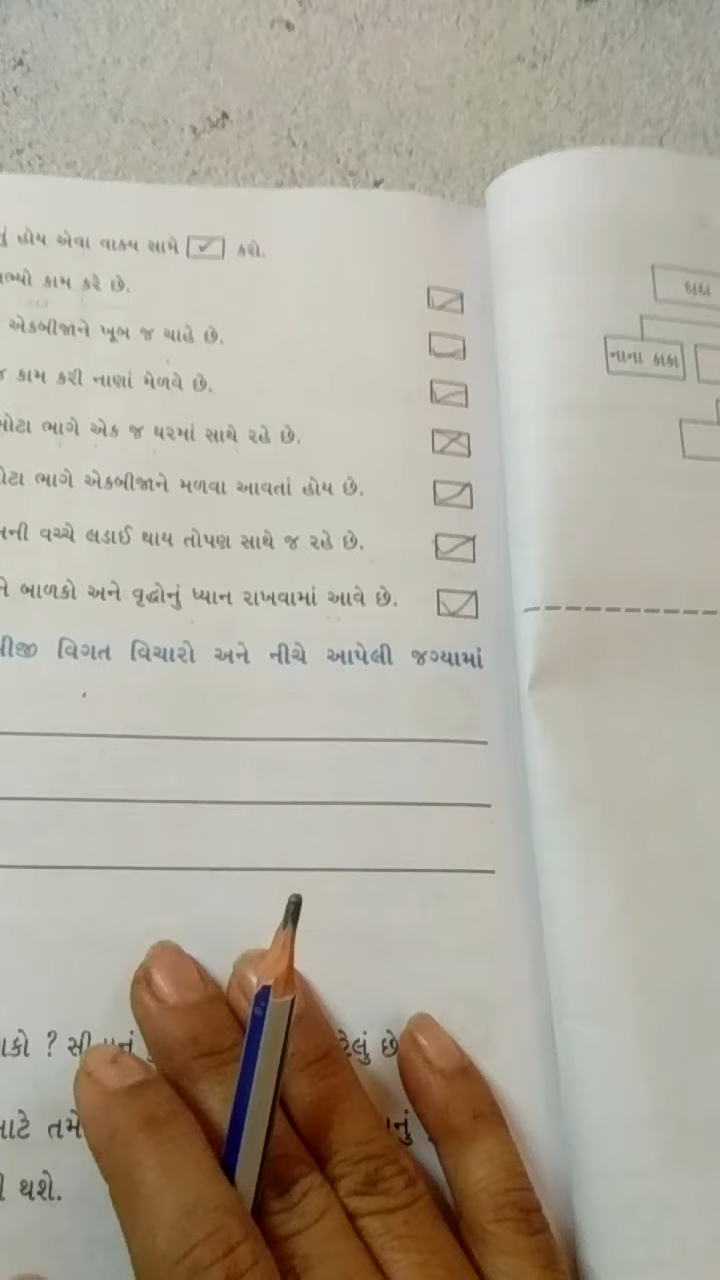 હોય એવા વાક્ય સામે ✓ કરો.
કામ કરે છે.
એકબીજાને ખૂબ જ ચાહે છે.
કામ કરી નાણાં મેળવે છે.
મોટા ભાગે એક જ ઘરમાં સાથે રહે છે.
ભાગે એકબીજાને મળવા આવતાં હોય છે.
વચ્ચે લડાઈ થાય તોપણ સાથે જ રહે છે.
બાળકો અને વૃદ્ધોનું ધ્યાન રાખવામાં આવે છે.
વિગત વિચારો અને નીચે આપેલી જગ્યામાં
?
છે
તમે
થશે.
દાદા
નાના કાકા